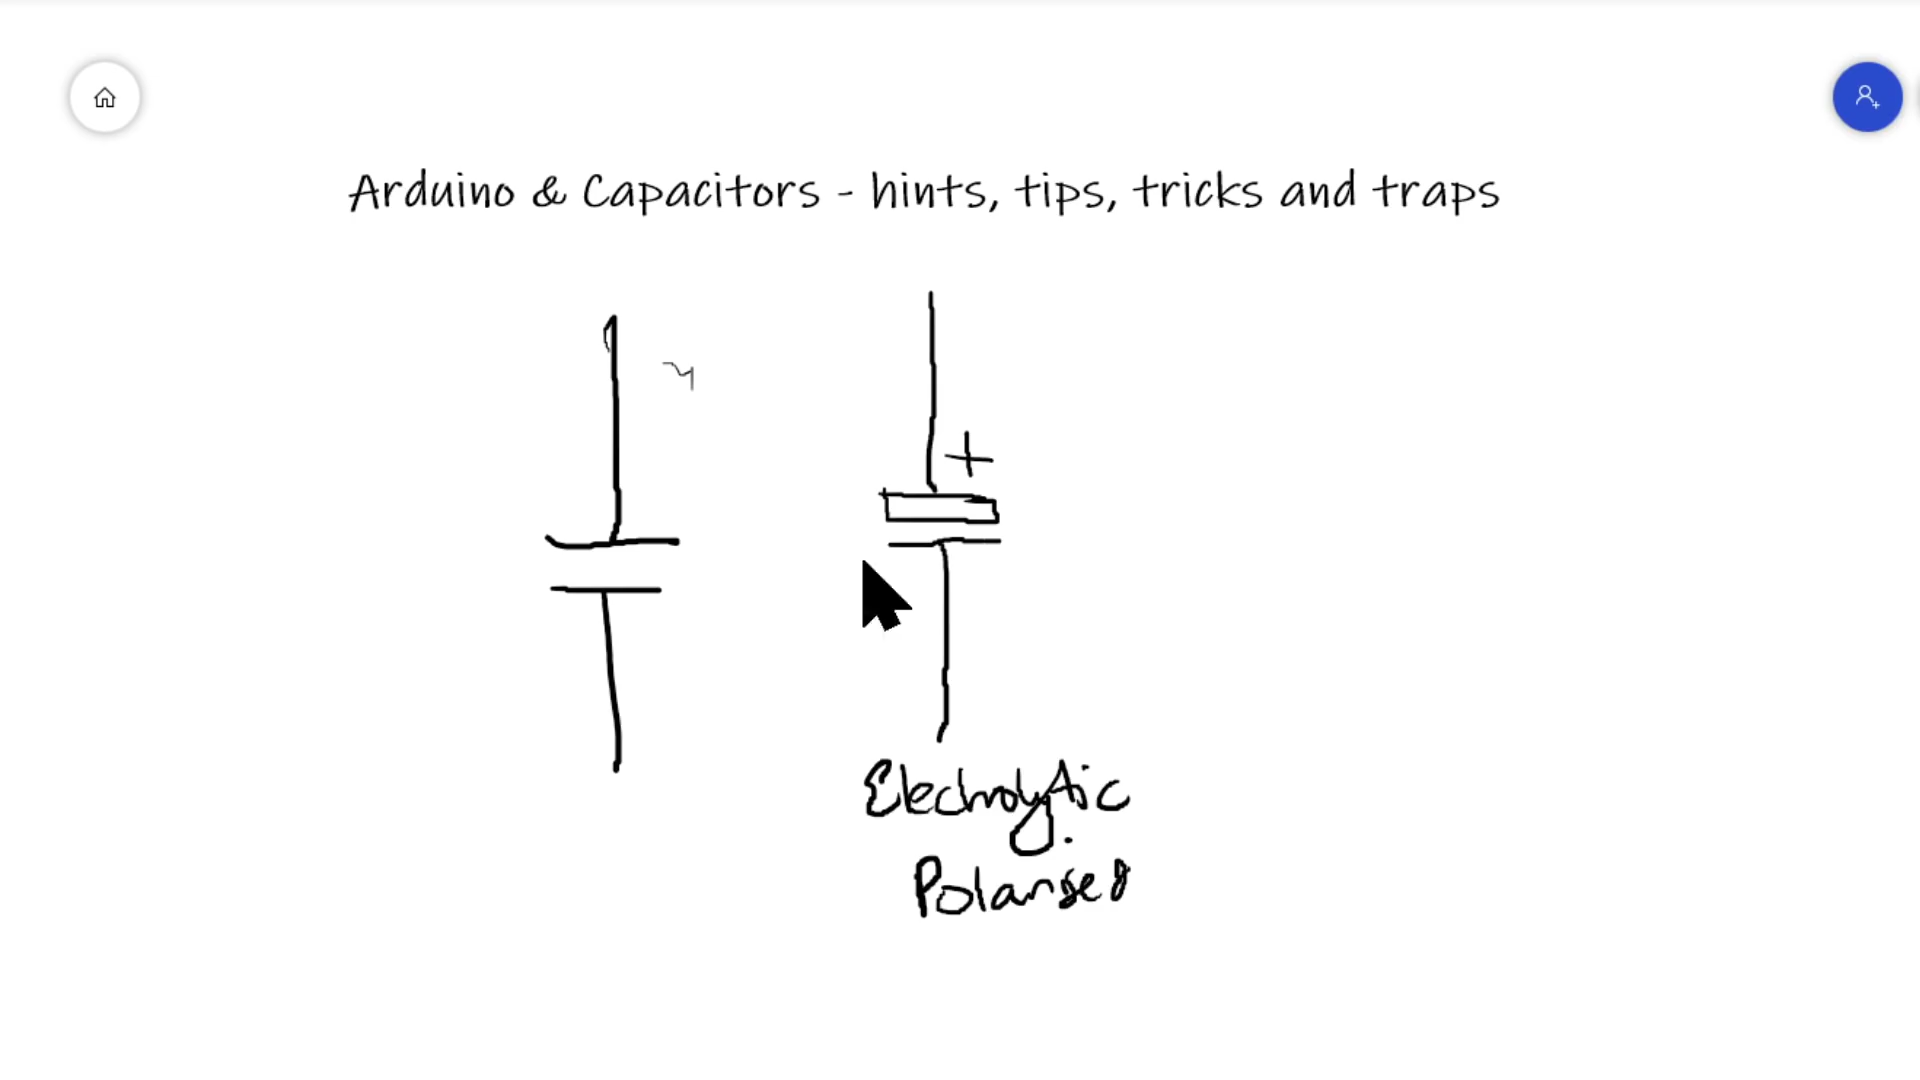 Arduino & Capacitors - hints, tips, tricks and traps
+
Electrolytic
Polarised